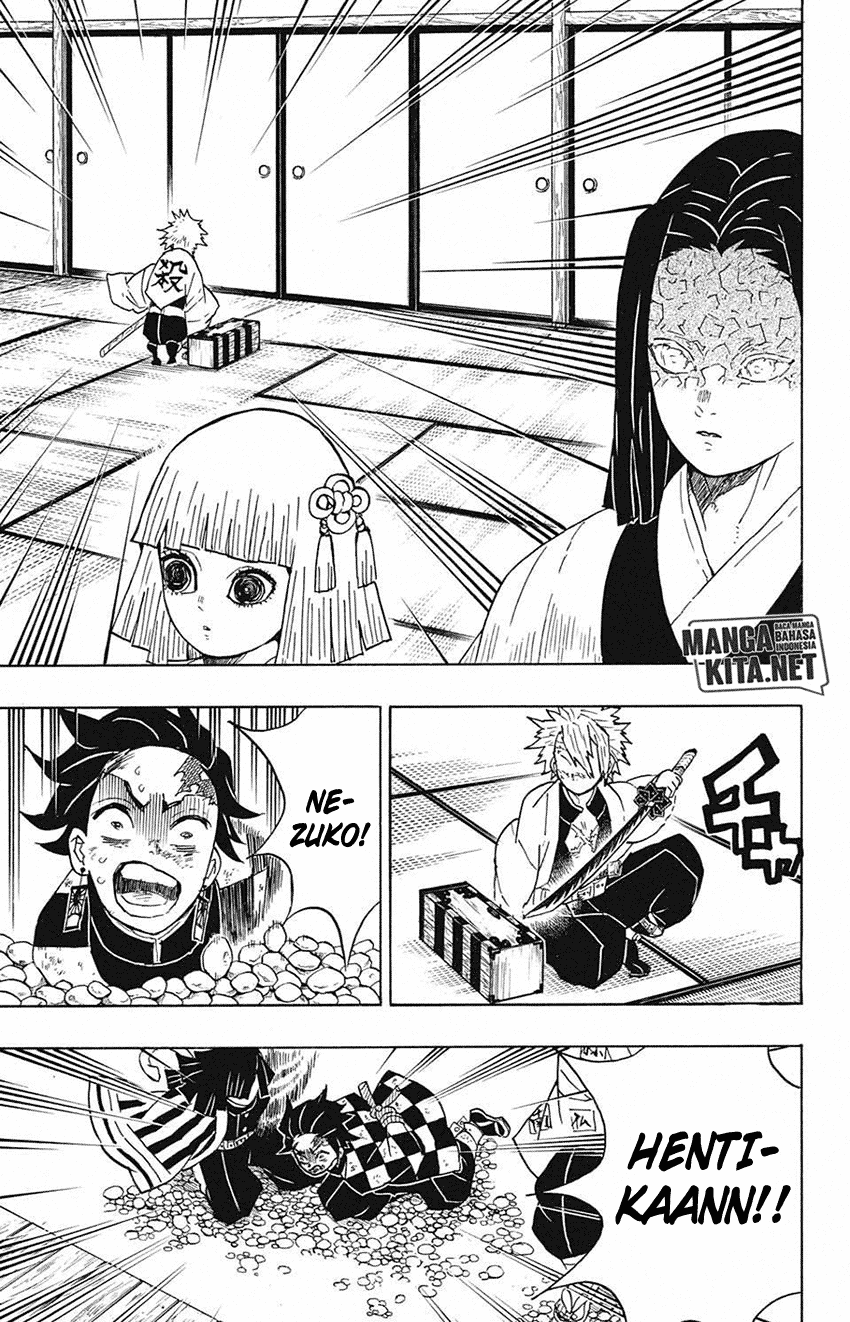 殺
MANGA
BACA MANGA
BAHASA
INDONESIA
KITA.NET
NE-
ZUKO!
HENTI-
KAANN!!